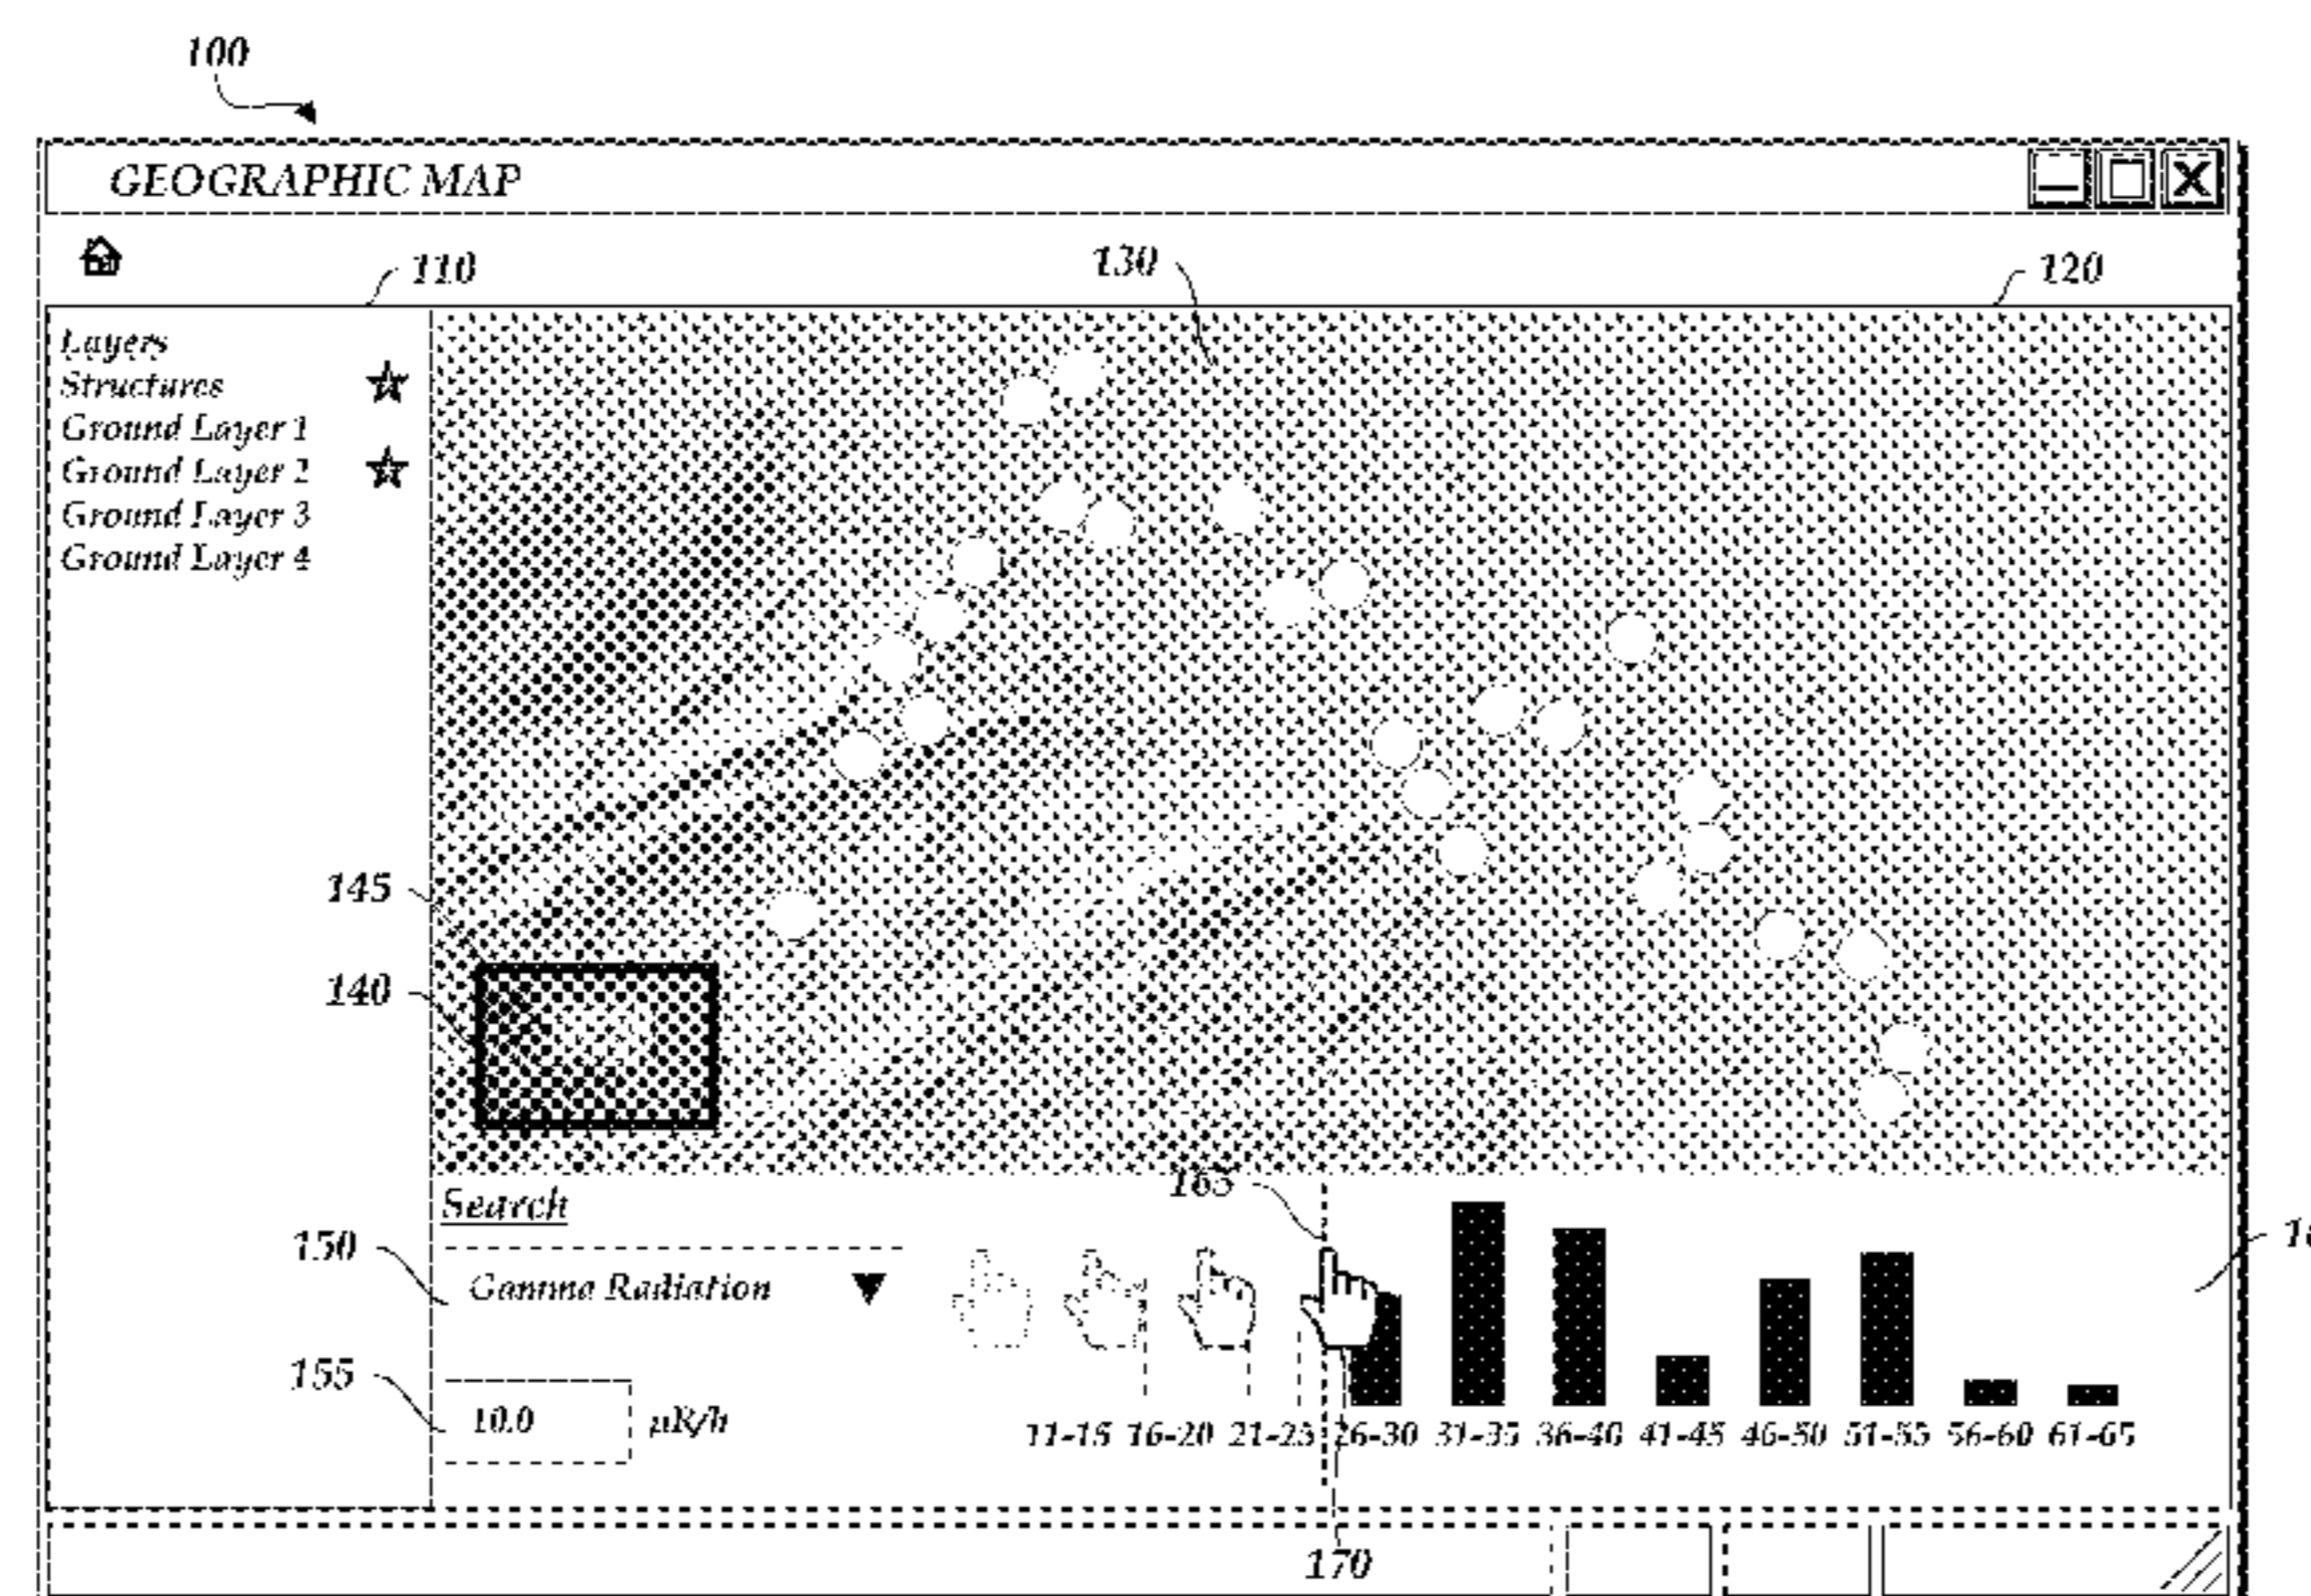 100
GEOGRAPHIC MAP
110
130
120
Layers
Structures
Ground Layer 1
Ground Layer 2
Ground Layer 3
Ground Layer 4
145
140
165
Search
150
Gamma Radiation
155
10.0 µR/h
11-15 16-20 21-25 26-30 31-35 36-40 41-45 46-50 51-55 56-60 61-65
170